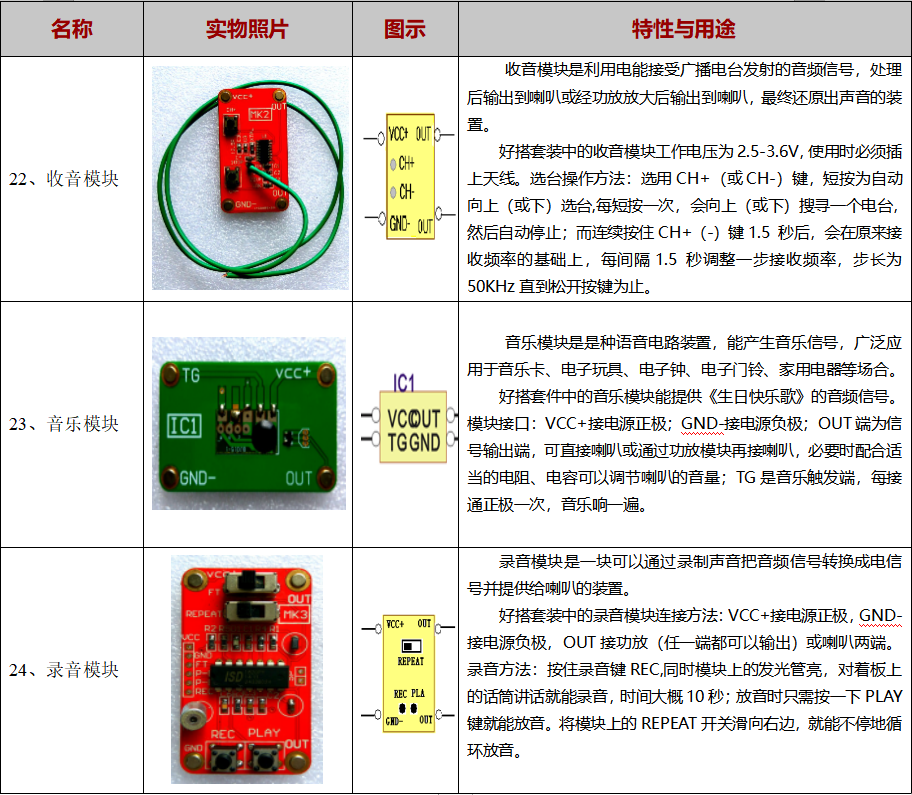 名称 实物照片 图示 特性与用途
22、收音模块
VCC+
OUT
CH+
MK2
GND-
OUT
VCC+ OUT
CH+
CH-
GND- OUT
收音模块是利用电能接受广播电台发射的音频信号，处理
后输出到喇叭或经功放放大后输出到喇叭，最终还原出声音的装
置。
好搭套装中的收音模块工作电压为 2.5-3.6V, 使用时必须插
上天线。选台操作方法：选用 CH+（或 CH-）键，短按为自动
向上（或下）选台,每短按一次，会向上（或下）搜寻一个电台,
然后自动停止；而连续按住 CH+（-）键 1.5 秒后，会在原来接
收频率的基础上，每间隔 1.5 秒调整一步接收频率，步长为
50KHz 直到松开按键为止。
23、音乐模块
TG VCC+
IC1
GND- OUT
IC1
VCC OUT
TG GND
音乐模块是是种语音电路装置，能产生音乐信号，广泛应
用于音乐卡、电子玩具、电子钟、电子门铃、家用电器等场合。
好搭套件中的音乐模块能提供《生日快乐歌》的音频信号。
模块接口：VCC+接电源正极；GND-接电源负极；OUT 端为信
号输出端，可直接喇叭或通过功放模块再接喇叭，必要时配合适
当的电阻、电容可以调节喇叭的音量；TG 是音乐触发端，每接
通正极一次，音乐响一遍。
24、录音模块
VCC+
FT
OUT
REPEAT
MK3
R2 R1
VCC
GND
FT
P-
P-
RE
ISD
REC PLAY
GND OUT
VCC+ OUT
REPEAT
REC PLA
GND- OUT
录音模块是一块可以通过录制声音把音频信号转换成电信
号并提供给喇叭的装置。
好搭套装中的录音模块连接方法：VCC+接电源正极，GND-
接电源负极，OUT 接功放（任一端都可以输出）或喇叭两端。
录音方法：按住录音键 REC,同时模块上的发光管亮，对着板上
的话筒讲话就能录音，时间大概 10 秒；放音时只需按一下 PLAY
键就能放音。将模块上的 REPEAT 开关滑向右边，就能不停地循
环放音。